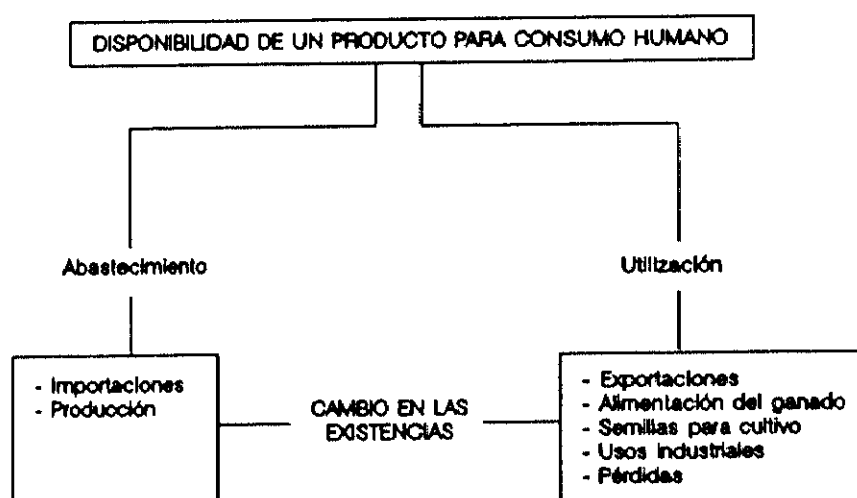 DISPONIBILIDAD DE UN PRODUCTO PARA CONSUMO HUMANO
Abastecimiento
Utilización
- Importaciones
- Producción
CAMBIO EN LAS
EXISTENCIAS
- Exportaciones
- Alimentación del ganado
- Semillas para cultivo
- Usos industriales
- Pérdidas